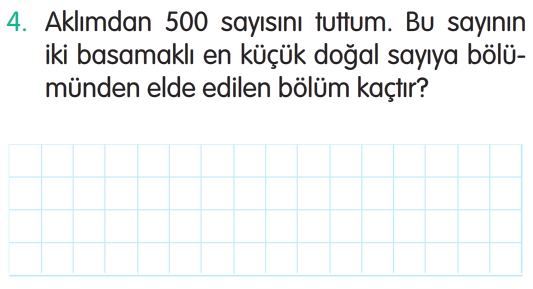 4. Aklımdan 500 sayısını tuttum. Bu sayının
iki basamaklı en küçük doğal sayıya bölü-
münden elde edilen bölüm kaçtır?